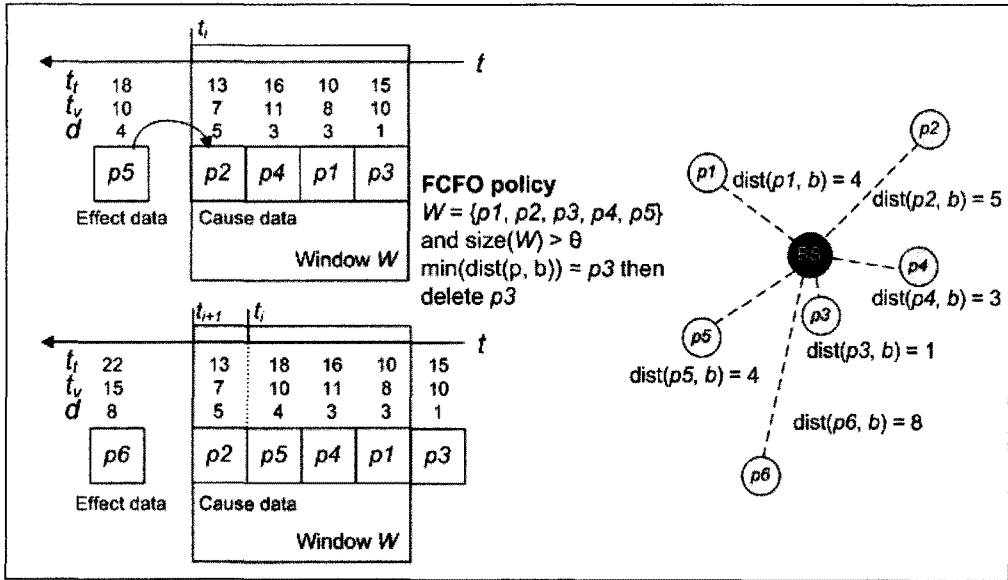 t_i
t
t_t 18 13 16 10 15
t_v 10 7 11 8 10
d 4 5 3 3 1
p5 p2 p4 p1 p3
Effect data Cause data
Window W
FCFO policy
W = {p1, p2, p3, p4, p5}
and size(W) > θ
min(dist(p, b)) = p3 then
delete p3
t_{i+1} t_i
t
t_t 22 13 18 16 10 15
t_v 15 7 10 11 8 10
d 8 5 4 3 3 1
p6 p2 p5 p4 p1 p3
Effect data Cause data
Window W
p2
p1
dist(p1, b) = 4
dist(p2, b) = 5
p4
dist(p4, b) = 3
p3
p5
dist(p3, b) = 1
dist(p5, b) = 4
dist(p6, b) = 8
p6